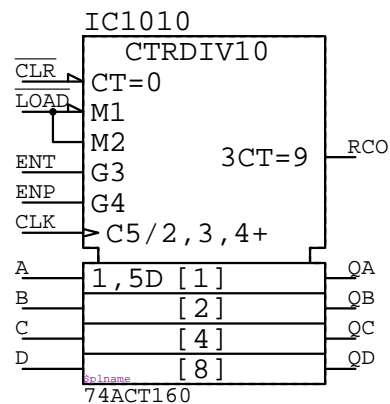 IC1010
CTRDIV10
CLR
CT=0
LOAD
M1
M2
3CT=9
RCO
ENT
G3
ENP
G4
CLK
C5/2,3,4+
A
1,5D [1]
QA
B
[2]
QB
C
[4]
QC
D
[8]
QD
$plname
74ACT160